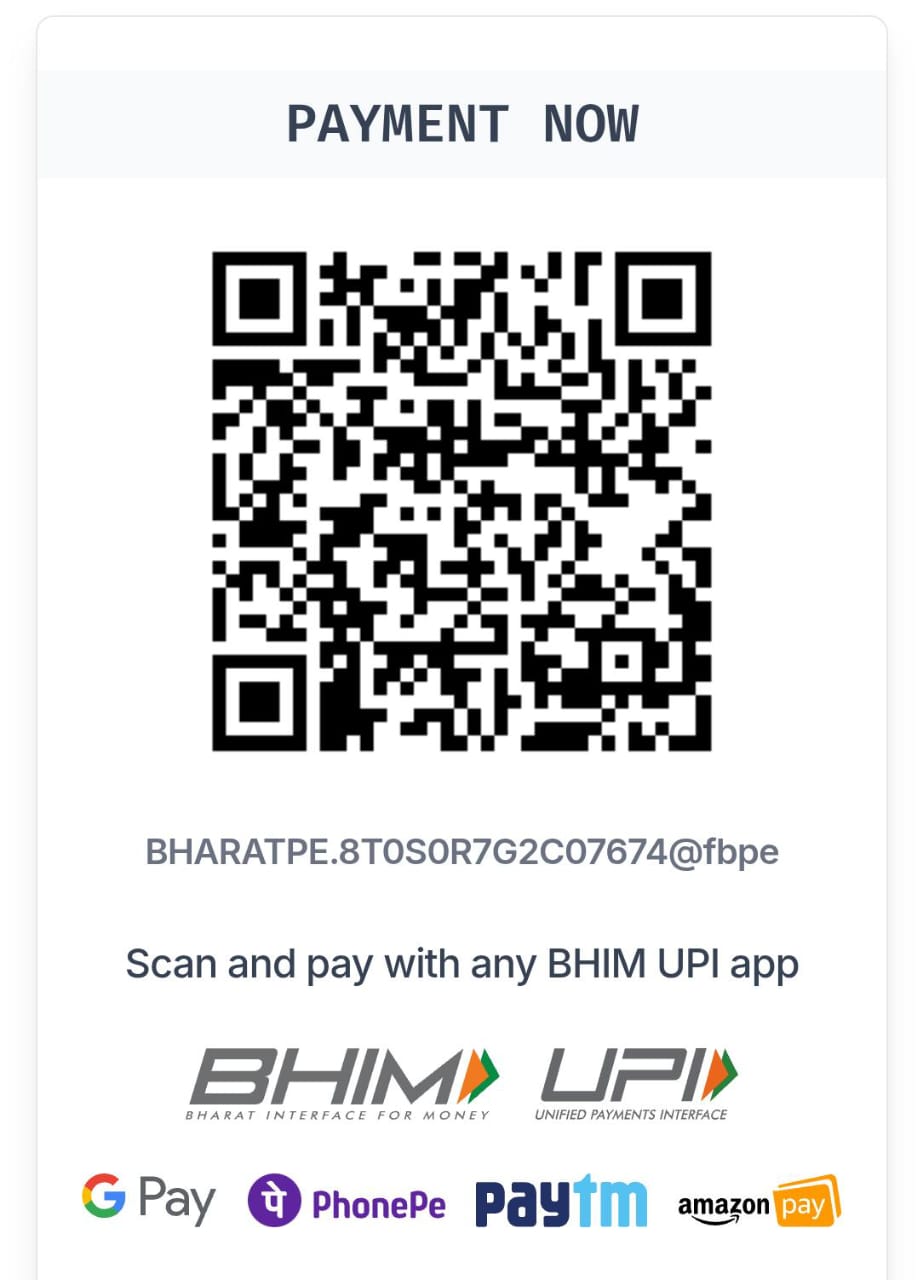 PAYMENT NOW
BHARATPE.8T0S0R7G2C07674@fbpe
Scan and pay with any BHIM UPI app
BHIM UPI
BHARAT INTERFACE FOR MONEY UNIFIED PAYMENTS INTERFACE
G Pay पे PhonePe paytm amazon pay